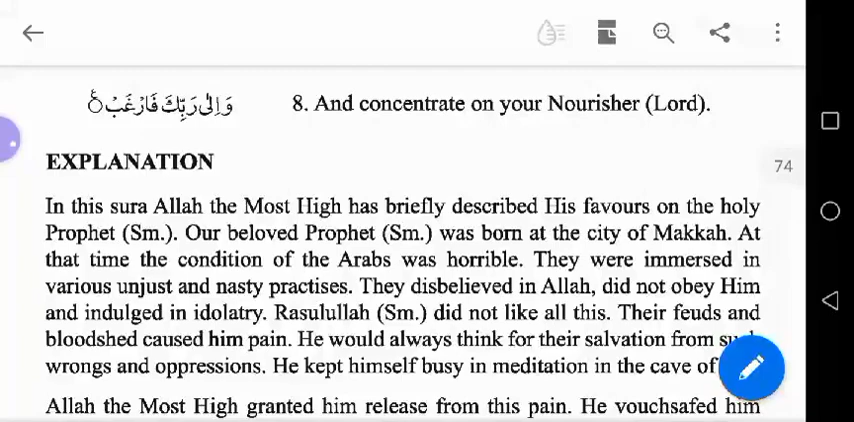 وَاِلٰى رَبِّكَ فَارْغَبْ
8. And concentrate on your Nourisher (Lord).
EXPLANATION
74
In this sura Allah the Most High has briefly described His favours on the holy
Prophet (Sm.). Our beloved Prophet (Sm.) was born at the city of Makkah. At
that time the condition of the Arabs was horrible. They were immersed in
various unjust and nasty practises. They disbelieved in Allah, did not obey Him
and indulged in idolatry. Rasulullah (Sm.) did not like all this. Their feuds and
bloodshed caused him pain. He would always think for their salvation from
wrongs and oppressions. He kept himself busy in meditation in the cave of
Allah the Most High granted him release from this pain. He vouchsafed him